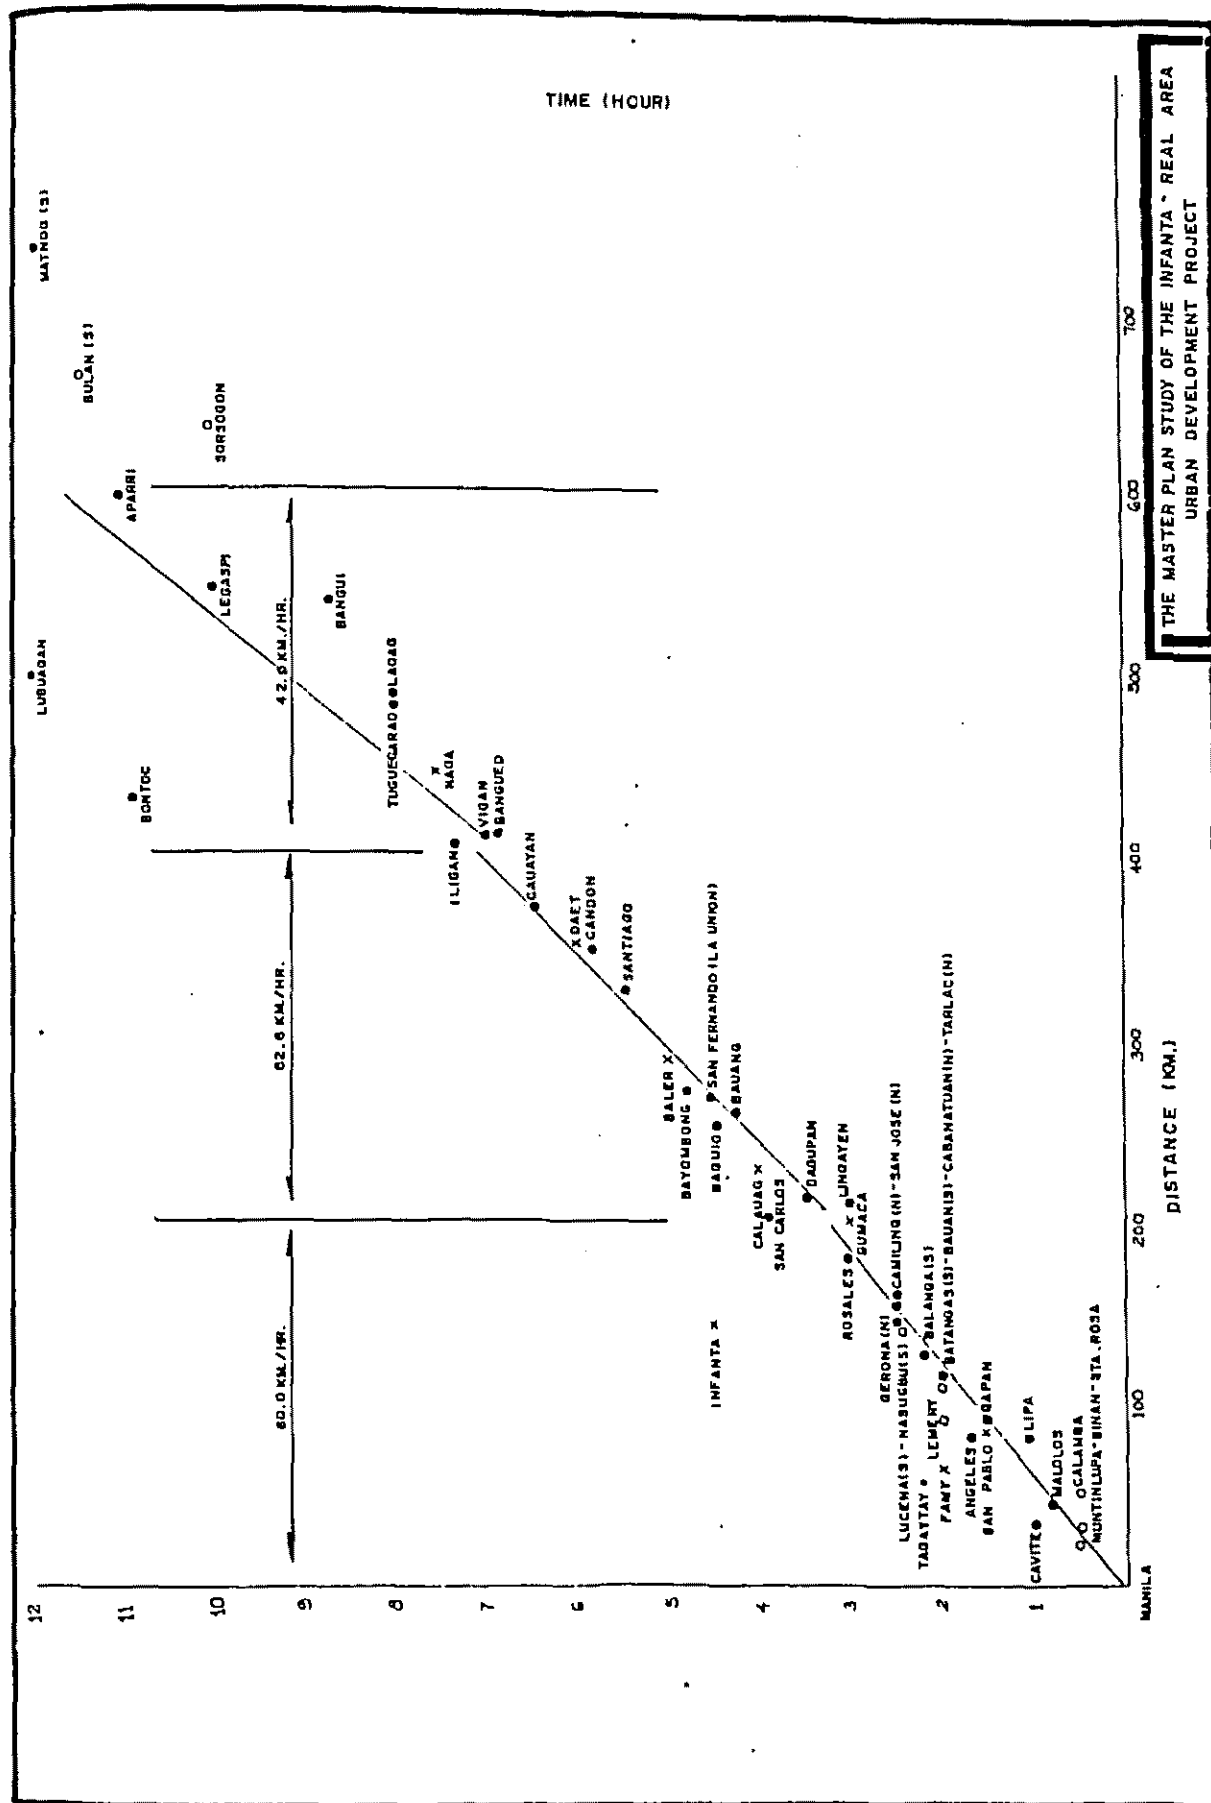 TIME (HOUR)
MATNOG (S)
BULAN (S)
SORSOGON
APARRI
LEGASPI
BANGUI
LUBUAGAN
BONTOC
TUGUEGARAO
LAOAG
NAGA
VIGAN
BANGUED
ILIGAN
CAUAYAN
DAET
CANDON
SANTIAGO
BALER
BAYOMBONG
SAN FERNANDO (LA UNION)
BAGUIO
BAUANG
CALAUAG
SAN CARLOS
DAGUPAN
LINGAYEN
GUMACA
ROSALES
INFANTA
GERONA (N)
CAMILING (N) - SAN JOSE (N)
LUCENA (S) - NASUGBU (S)
BALANGA (S)
BATANGAS (S) - BAUAN (S) - CABANATUAN (N) - TARLAC (N)
TAGAYTAY
LEMERY
FAMY
ANGELES
SAN PABLO
GAPAN
LIPA
CAVITE
MALOLOS
CALAMBA
MUNTINLUPA - BINAN - STA. ROSA
60.0 KM./HR.
62.6 KM./HR.
42.9 KM./HR.
12
11
10
9
8
7
6
5
4
3
2
1
MANILA
100
200
300
400
500
600
700
DISTANCE (KM.)
THE MASTER PLAN STUDY OF THE INFANTA - REAL AREA
URBAN DEVELOPMENT PROJECT